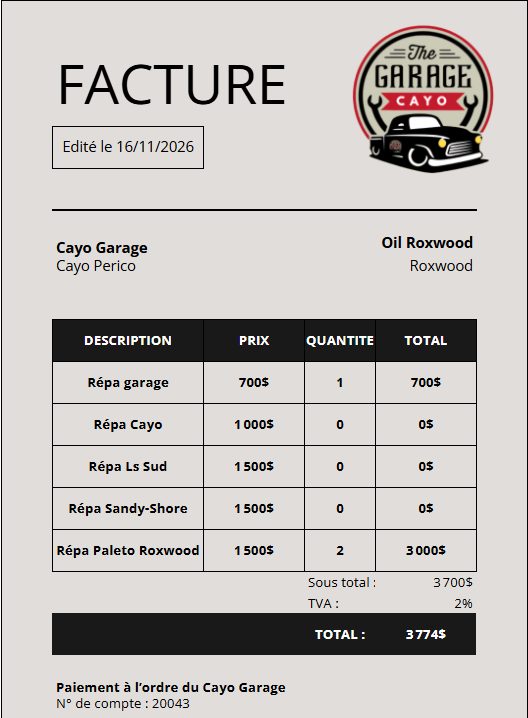 The
GARAGE
CAYO
FACTURE
Edité le 16/11/2026
Cayo Garage
Cayo Perico
Oil Roxwood
Roxwood
DESCRIPTION PRIX QUANTITE TOTAL
Répa garage 700$ 1 700$
Répa Cayo 1 000$ 0 0$
Répa Ls Sud 1 500$ 0 0$
Répa Sandy-Shore 1 500$ 0 0$
Répa Paleto Roxwood 1 500$ 2 3 000$
Sous total : 3 700$
TVA : 2%
TOTAL : 3 774$
Paiement à l’ordre du Cayo Garage
N° de compte : 20043